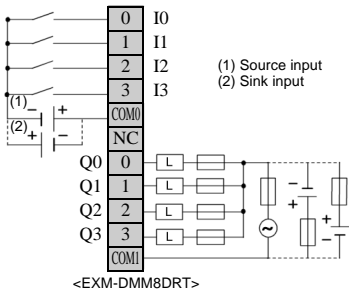 0 I0
1 I1
2 I2
3 I3
(1) Source input
(2) Sink input
(1) − +
COM0
(2) + −
NC
Q0 0 L
Q1 1 L
Q2 2 L
Q3 3 L
− +
+ −
COM1
<EXM-DMM8DRT>